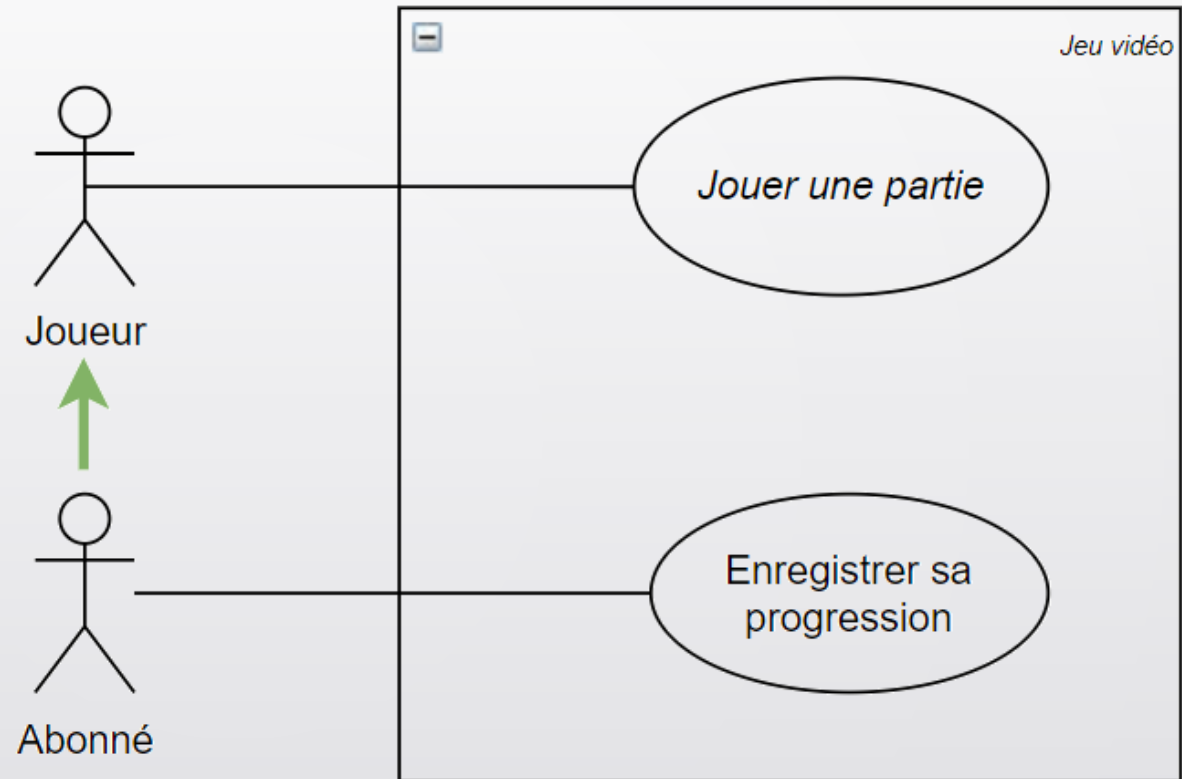 Jeu vidéo
Jouer une partie
Joueur
Enregistrer sa
progression
Abonné